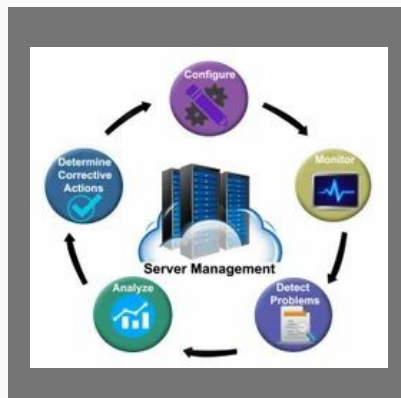 Configure
Monitor
Detect
Problems
Analyze
Determine
Corrective
Actions
Server Management